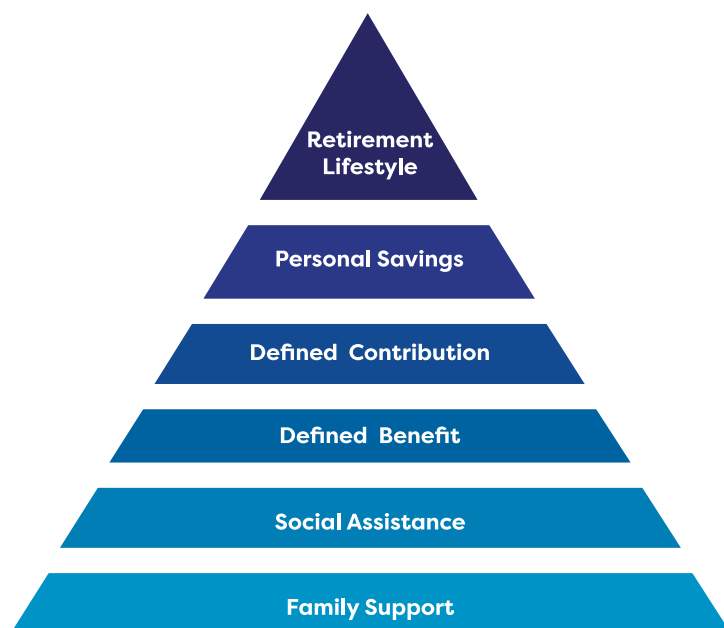 Retirement
Lifestyle
Personal Savings
Defined Contribution
Defined Benefit
Social Assistance
Family Support